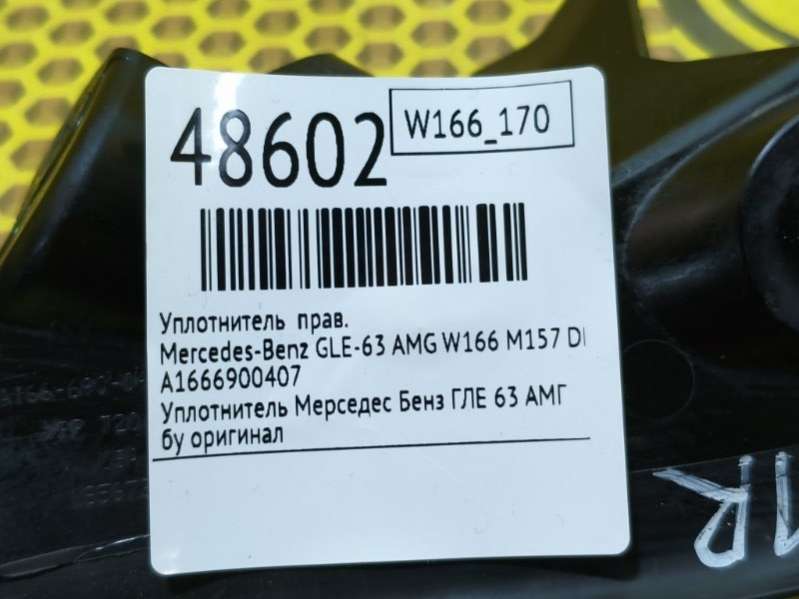 48602
W166_170
Уплотнитель прав.
Mercedes-Benz GLE-63 AMG W166 M157
A1666900407
Уплотнитель Мерседес Бенз ГЛЕ 63 АМГ
бу оригинал